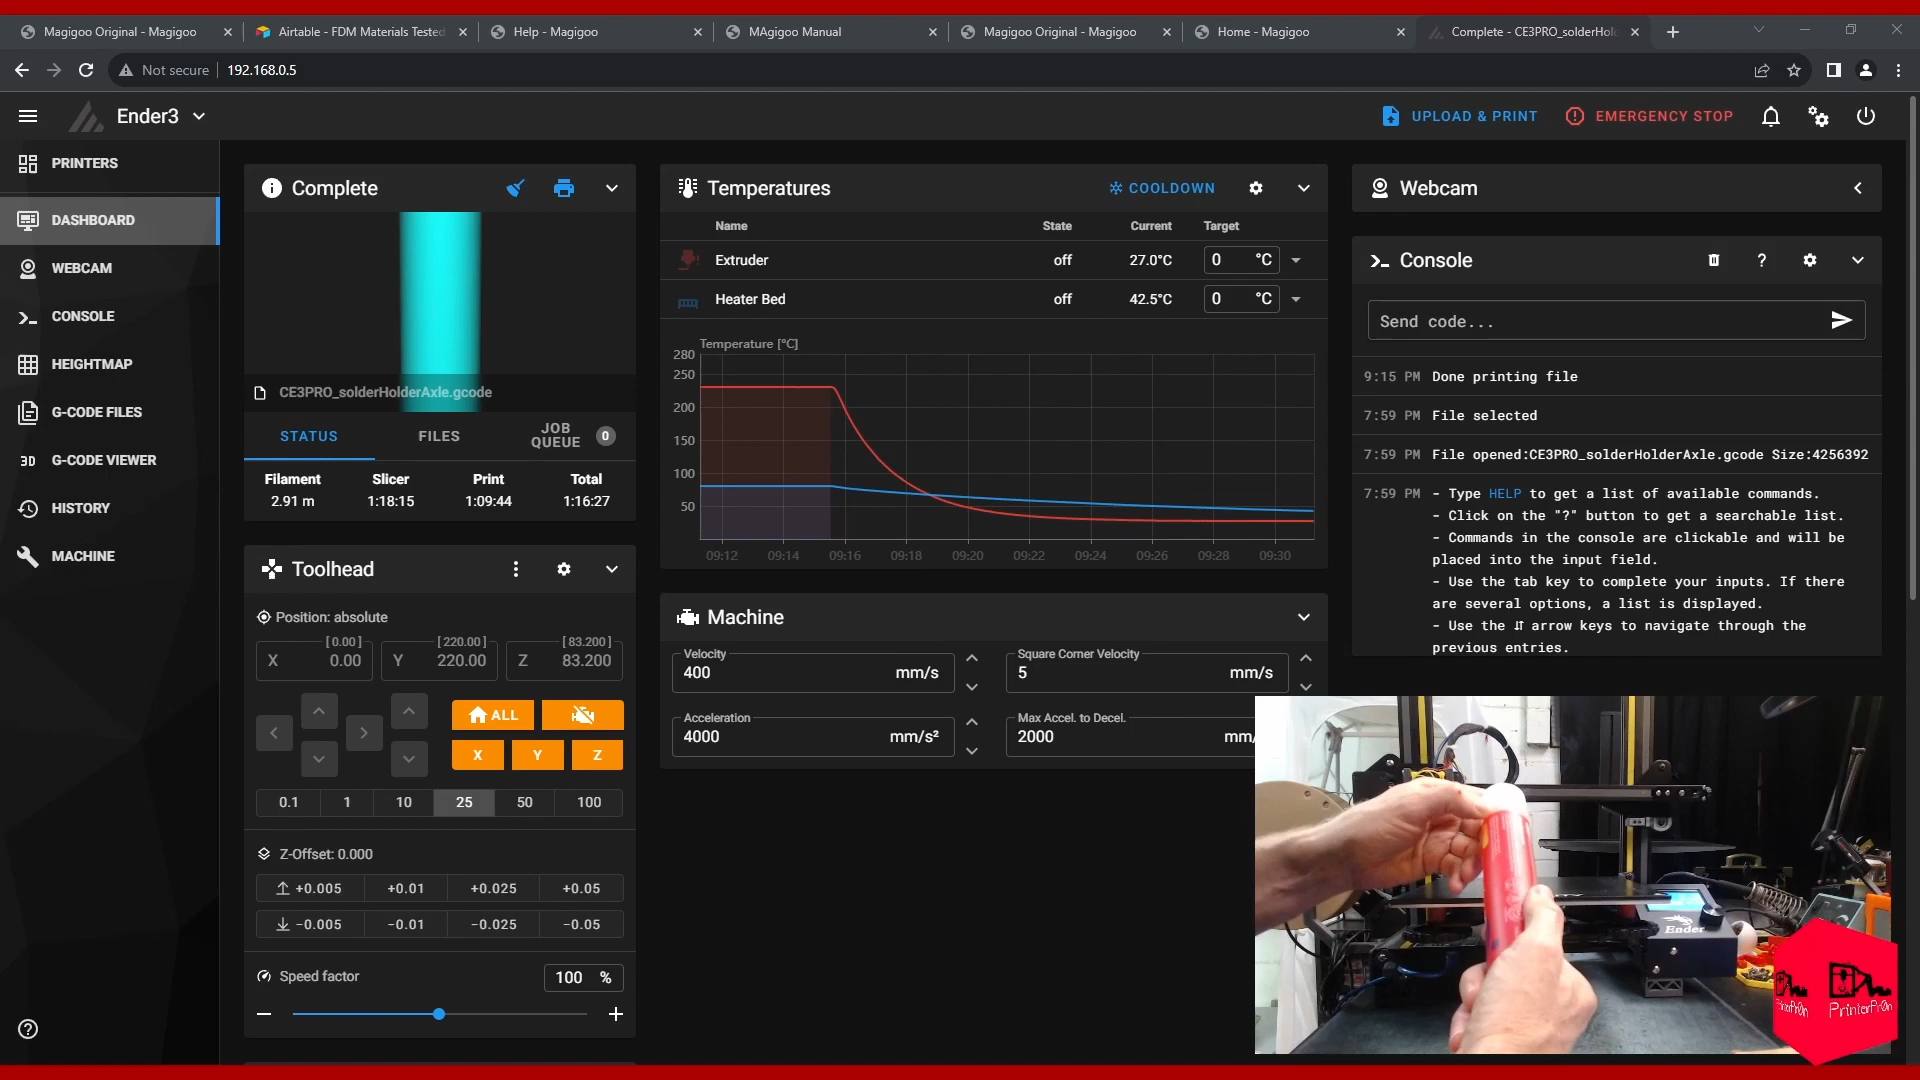 Magigoo Original - Magigoo
Airtable - FDM Materials Tested
Help - Magigoo
MAgigoo Manual
Magigoo Original - Magigoo
Home - Magigoo
Complete - CE3PRO_solderHol
Not secure
192.168.0.5
Ender3
UPLOAD & PRINT
EMERGENCY STOP
PRINTERS
DASHBOARD
WEBCAM
CONSOLE
HEIGHTMAP
G-CODE FILES
3D G-CODE VIEWER
HISTORY
MACHINE
Complete
CE3PRO_solderHolderAxle.gcode
STATUS
FILES
JOB QUEUE 0
Filament Slicer Print Total
2.91 m 1:18:15 1:09:44 1:16:27
Toolhead
Position: absolute
[ 0.00 ] [ 220.00 ] [ 83.200 ]
X 0.00 Y 220.00 Z 83.200
ALL
X Y Z
0.1 1 10 25 50 100
Z-Offset: 0.000
+0.005 +0.01 +0.025 +0.05
−0.005 −0.01 −0.025 −0.05
Speed factor 100 %
Temperatures
COOLDOWN
Name State Current Target
Extruder off 27.0°C 0 °C
Heater Bed off 42.5°C 0 °C
Temperature [°C]
280
250
200
150
100
50
09:12 09:14 09:16 09:18 09:20 09:22 09:24 09:26 09:28 09:30
Machine
Velocity
400 mm/s
Square Corner Velocity
5 mm/s
Acceleration
4000 mm/s²
Max Accel. to Decel.
2000 mm/
Webcam
Console
?
Send code...
9:15 PM Done printing file
7:59 PM File selected
7:59 PM File opened:CE3PRO_solderHolderAxle.gcode Size:4256392
7:59 PM - Type HELP to get a list of available commands.
- Click on the "?" button to get a searchable list.
- Commands in the console are clickable and will be
placed into the input field.
- Use the tab key to complete your inputs. If there
are several options, a list is displayed.
- Use the ⇵ arrow keys to navigate through the
previous entries.
Ender
PrinterPr0n
PrinterPr0n